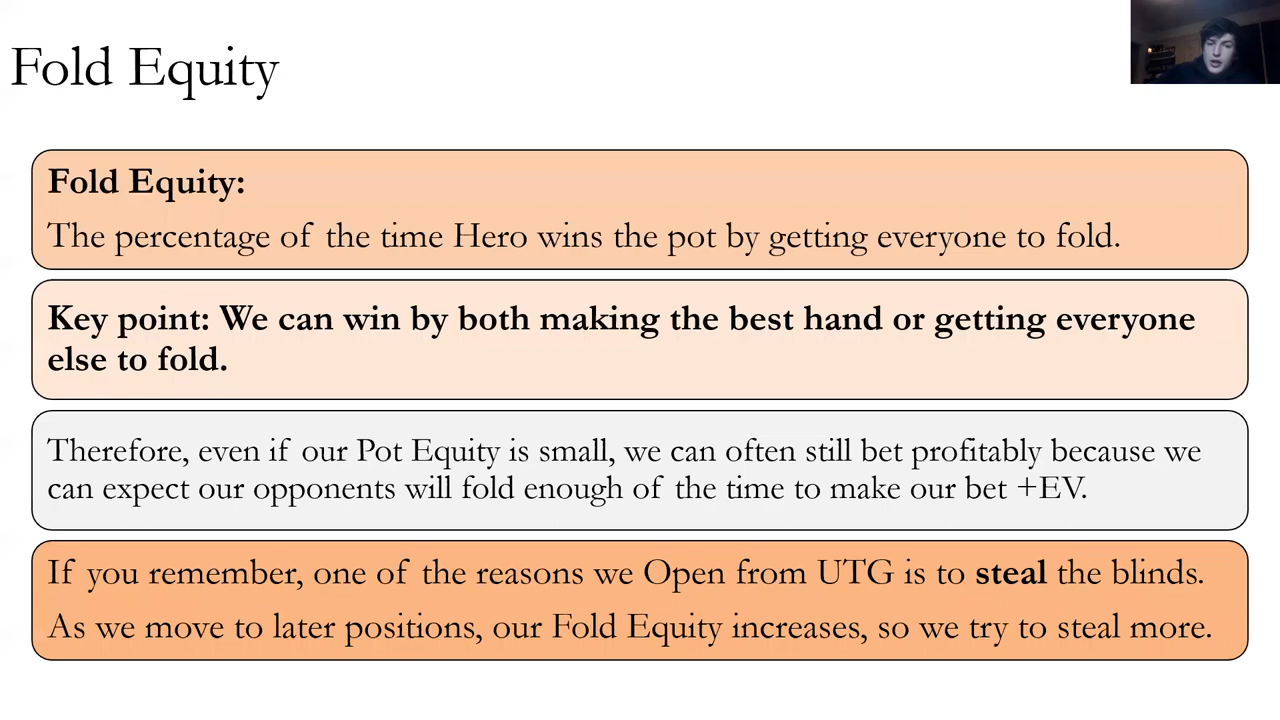 Fold Equity
Fold Equity:
The percentage of the time Hero wins the pot by getting everyone to fold.
Key point: We can win by both making the best hand or getting everyone
else to fold.
Therefore, even if our Pot Equity is small, we can often still bet profitably because we
can expect our opponents will fold enough of the time to make our bet +EV.
If you remember, one of the reasons we Open from UTG is to steal the blinds.
As we move to later positions, our Fold Equity increases, so we try to steal more.